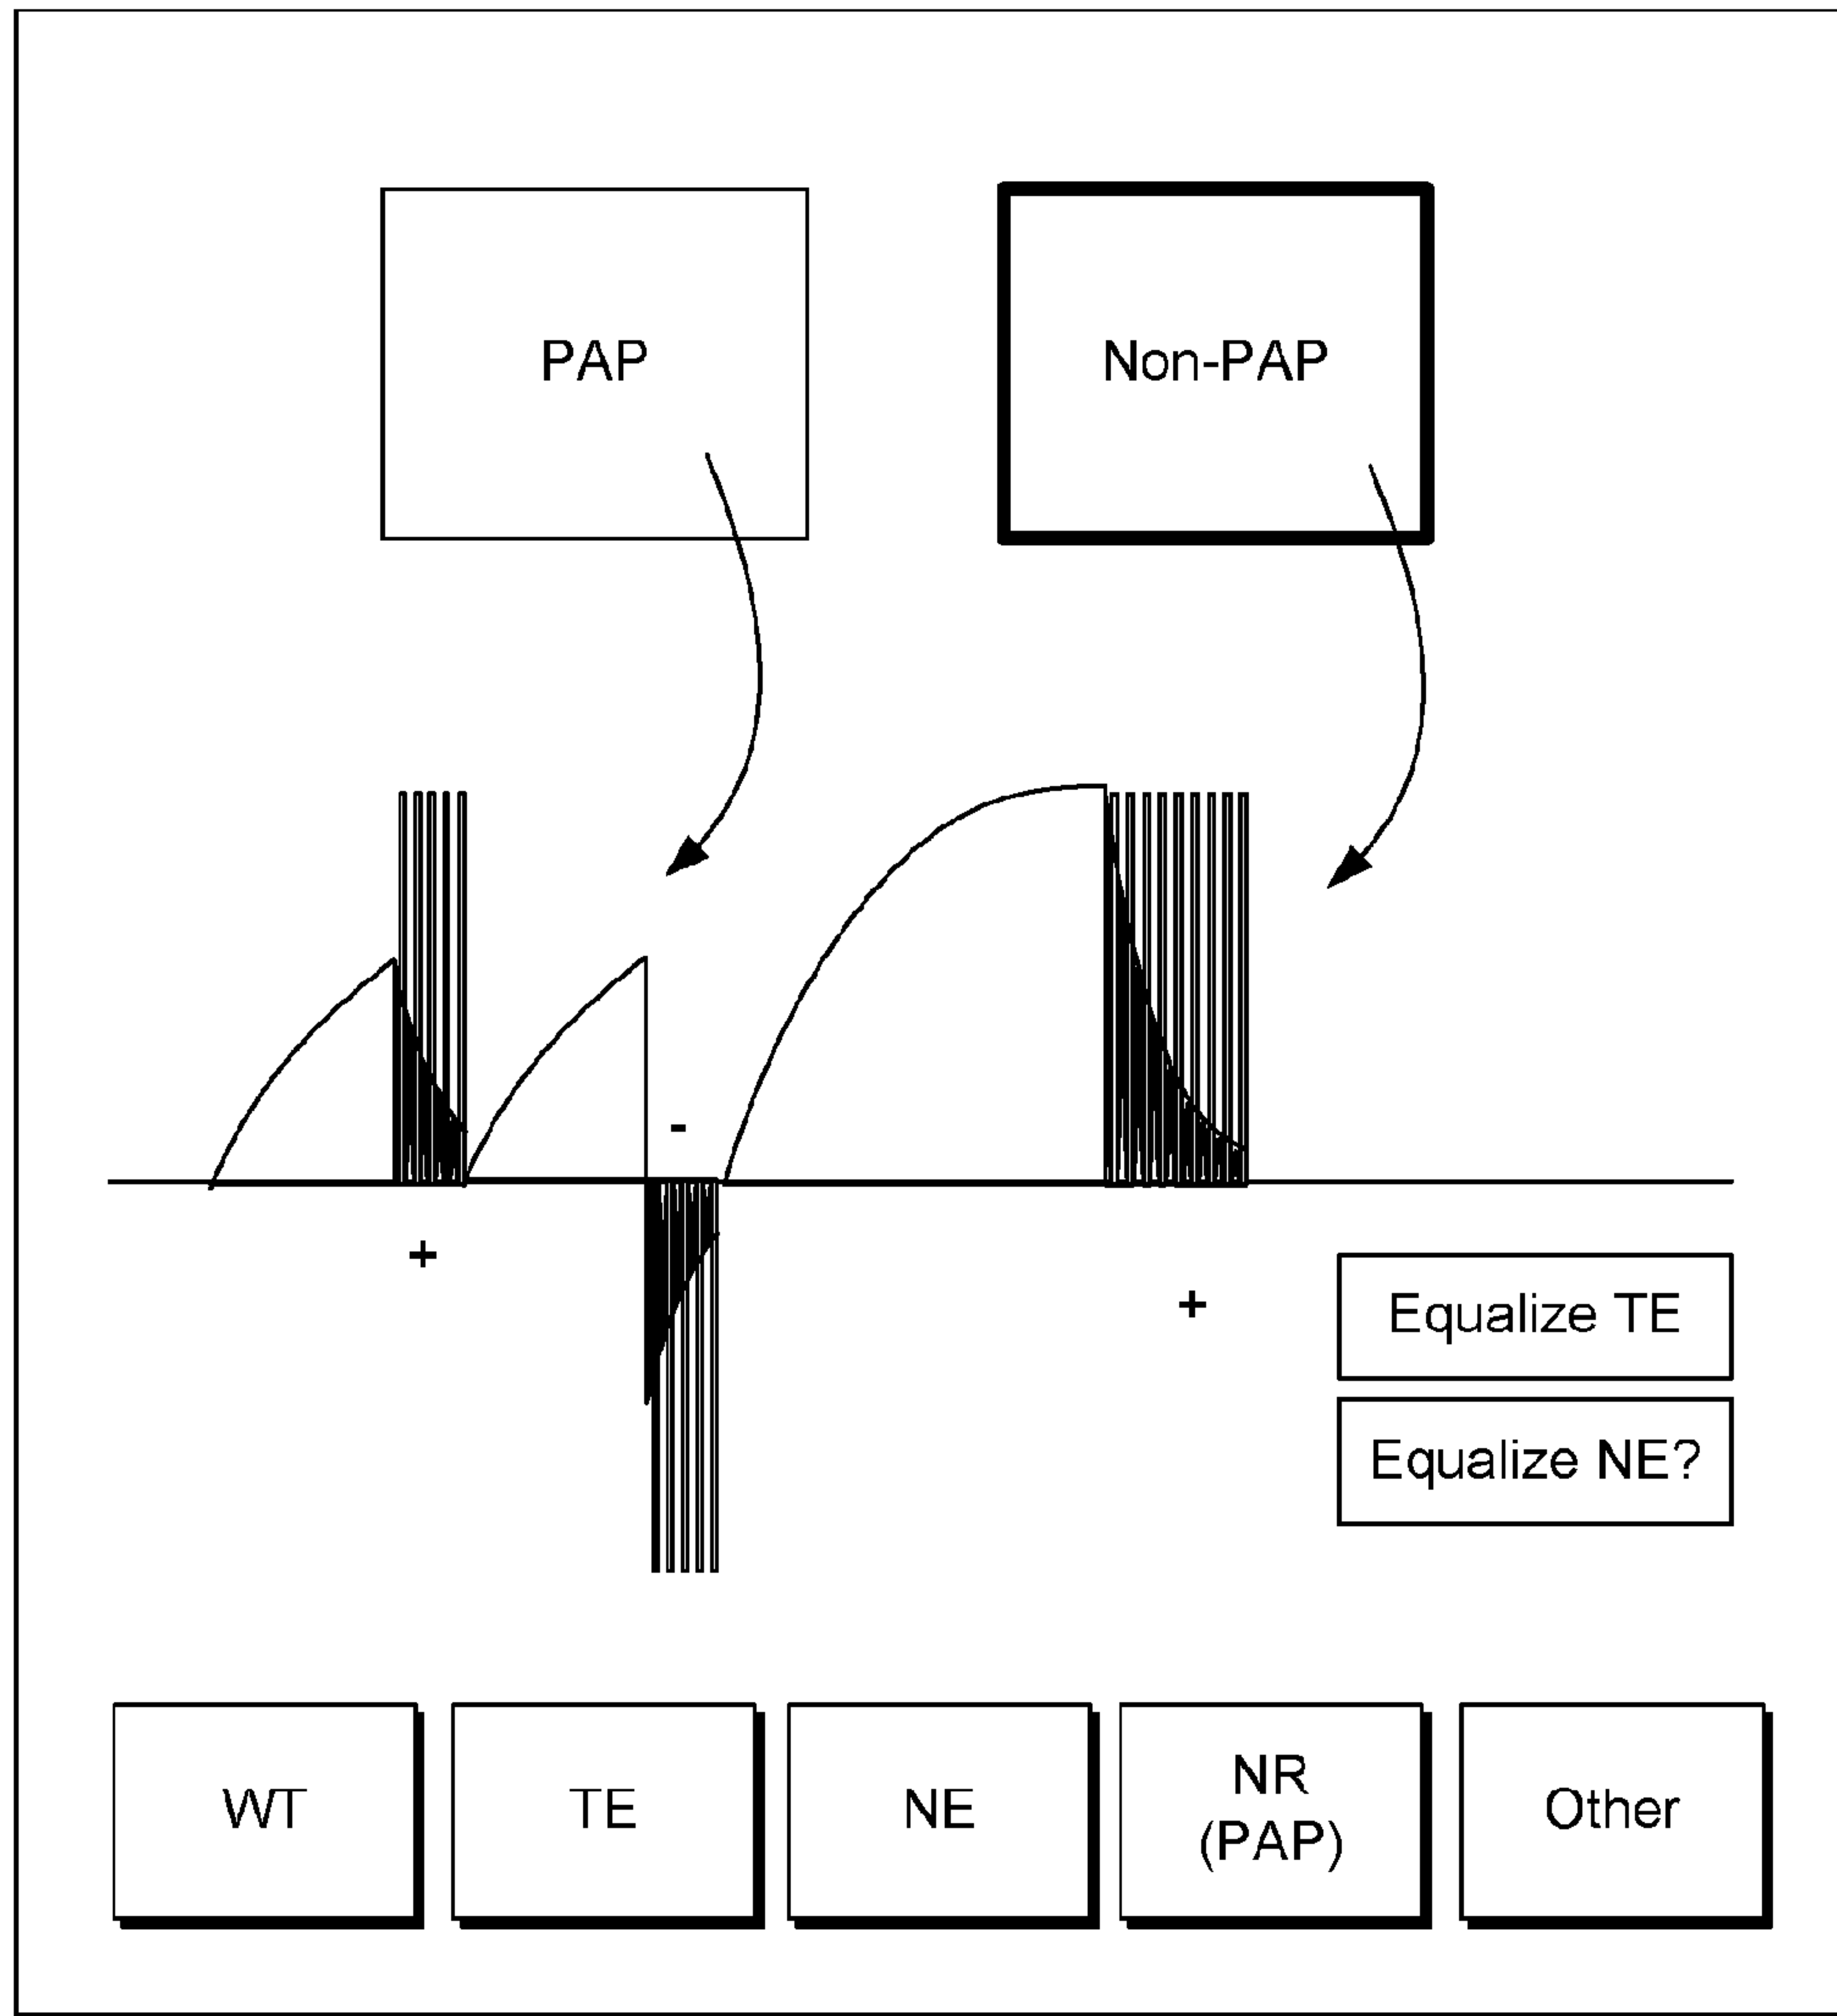 PAP
Non-PAP
-
+
+
Equalize TE
Equalize NE?
WT
TE
NE
NR
(PAP)
Other